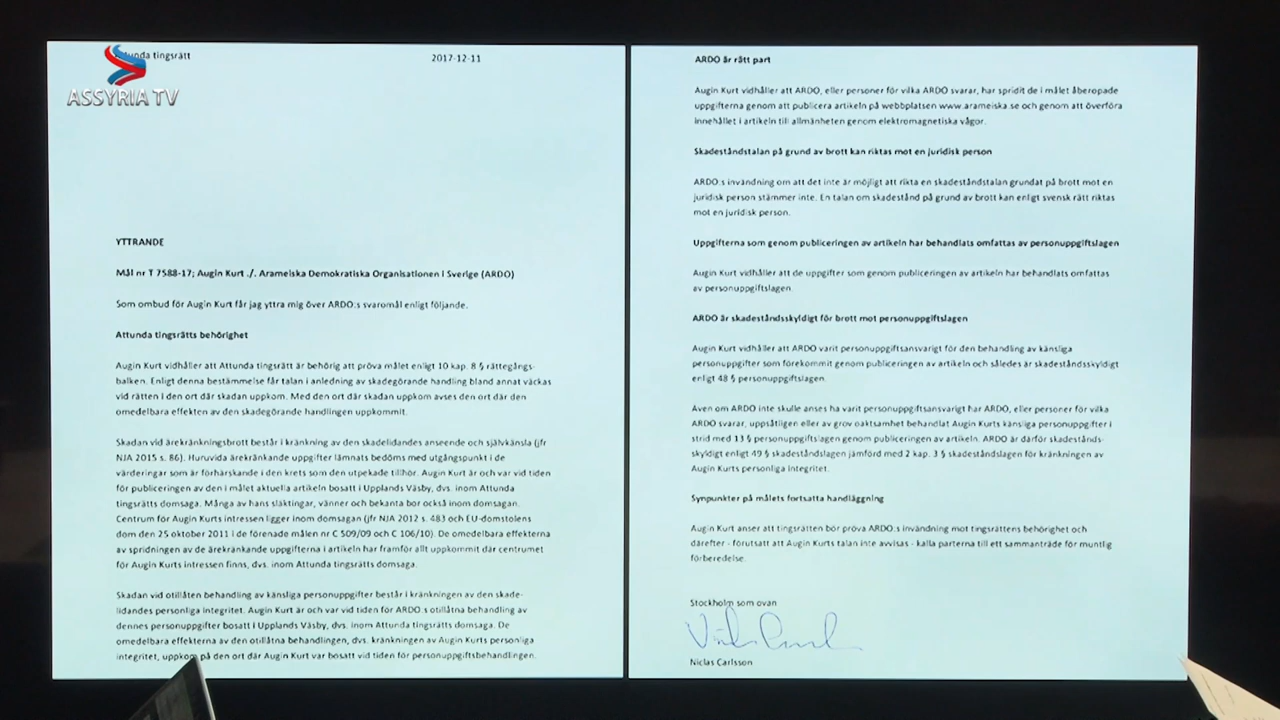 Attunda tingsrätt
2017-12-11
ASSYRIA TV
YTTRANDE
Mål nr T 7588-17; Augin Kurt ./. Arameiska Demokratiska Organisationen i Sverige (ARDO)
Som ombud för Augin Kurt får jag yttra mig över ARDO:s svaromål enligt följande.
Attunda tingsrätts behörighet
Augin Kurt vidhåller att Attunda tingsrätt är behörig att pröva målet enligt 10 kap. 8 § rättegångs-
balken. Enligt denna bestämmelse får talan i anledning av skadegörande handling bland annat väckas
vid rätten i den ort där skadan uppkom. Med den ort där skadan uppkom avses den ort där den
omedelbara effekten av den skadegörande handlingen uppkommit.
Skadan vid ärekränkningsbrott består i kränkning av den skadelidandes anseende och självkänsla (jfr
NJA 2015 s. 86). Huruvida ärekränkande uppgifter lämnats bedöms med utgångspunkt i de
värderingar som är förhärskande i den krets som den utpekade tillhör. Augin Kurt är och var vid tiden
för publiceringen av den i målet aktuella artikeln bosatt i Upplands Väsby, dvs. inom Attunda
tingsrätts domsaga. Många av hans släktingar, vänner och bekanta bor också inom domsagan.
Centrum för Augin Kurts intressen ligger inom domsagan (jfr NJA 2012 s. 483 och EU-domstolens
dom den 25 oktober 2011 i de förenade målen nr C 509/09 och C 106/10). De omedelbara effekterna
av spridningen av de ärekränkande uppgifterna i artikeln har framför allt uppkommit där centrumet
för Augin Kurts intressen finns, dvs. inom Attunda tingsrätts domsaga.
Skadan vid otillåten behandling av känsliga personuppgifter består i kränkningen av den skade-
lidandes personliga integritet. Augin Kurt är och var vid tiden för ARDO:s otillåtna behandling av
dennes personuppgifter bosatt i Upplands Väsby, dvs. inom Attunda tingsrätts domsaga. De
omedelbara effekterna av den otillåtna behandlingen, dvs. kränkningen av Augin Kurts personliga
integritet, uppkom på den ort där Augin Kurt var bosatt vid tiden för personuppgiftsbehandlingen.
ARDO är rätt part
Augin Kurt vidhåller att ARDO, eller personer för vilka ARDO svarar, har spridit de i målet åberopade
uppgifterna genom att publicera artikeln på webbplatsen www.arameiska.se och genom att överföra
innehållet i artikeln till allmänheten genom elektromagnetiska vågor.
Skadeståndstalan på grund av brott kan riktas mot en juridisk person
ARDO:s invändning om att det inte är möjligt att rikta en skadeståndstalan grundat på brott mot en
juridisk person stämmer inte. En talan om skadestånd på grund av brott kan enligt svensk rätt riktas
mot en juridisk person.
Uppgifterna som genom publiceringen av artikeln har behandlats omfattas av personuppgiftslagen
Augin Kurt vidhåller att de uppgifter som genom publiceringen av artikeln har behandlats omfattas
av personuppgiftslagen.
ARDO är skadeståndsskyldigt för brott mot personuppgiftslagen
Augin Kurt vidhåller att ARDO varit personuppgiftsansvarigt för den behandling av känsliga
personuppgifter som förekommit genom publiceringen av artikeln och således är skadeståndsskyldigt
enligt 48 § personuppgiftslagen.
Även om ARDO inte skulle anses ha varit personuppgiftsansvarigt har ARDO, eller personer för vilka
ARDO svarar, uppsåtligen eller av grov oaktsamhet behandlat Augin Kurts känsliga personuppgifter i
strid med 13 § personuppgiftslagen genom publiceringen av artikeln. ARDO är därför skadestånds-
skyldigt enligt 49 § skadeståndslagen jämförd med 2 kap. 3 § skadeståndslagen för kränkningen av
Augin Kurts personliga integritet.
Synpunkter på målets fortsatta handläggning
Augin Kurt anser att tingsrätten bör pröva ARDO:s invändning mot tingsrättens behörighet och
därefter - förutsatt att Augin Kurts talan inte avvisas - kalla parterna till ett sammanträde för muntlig
förberedelse.
Stockholm som ovan
Niclas Carlsson